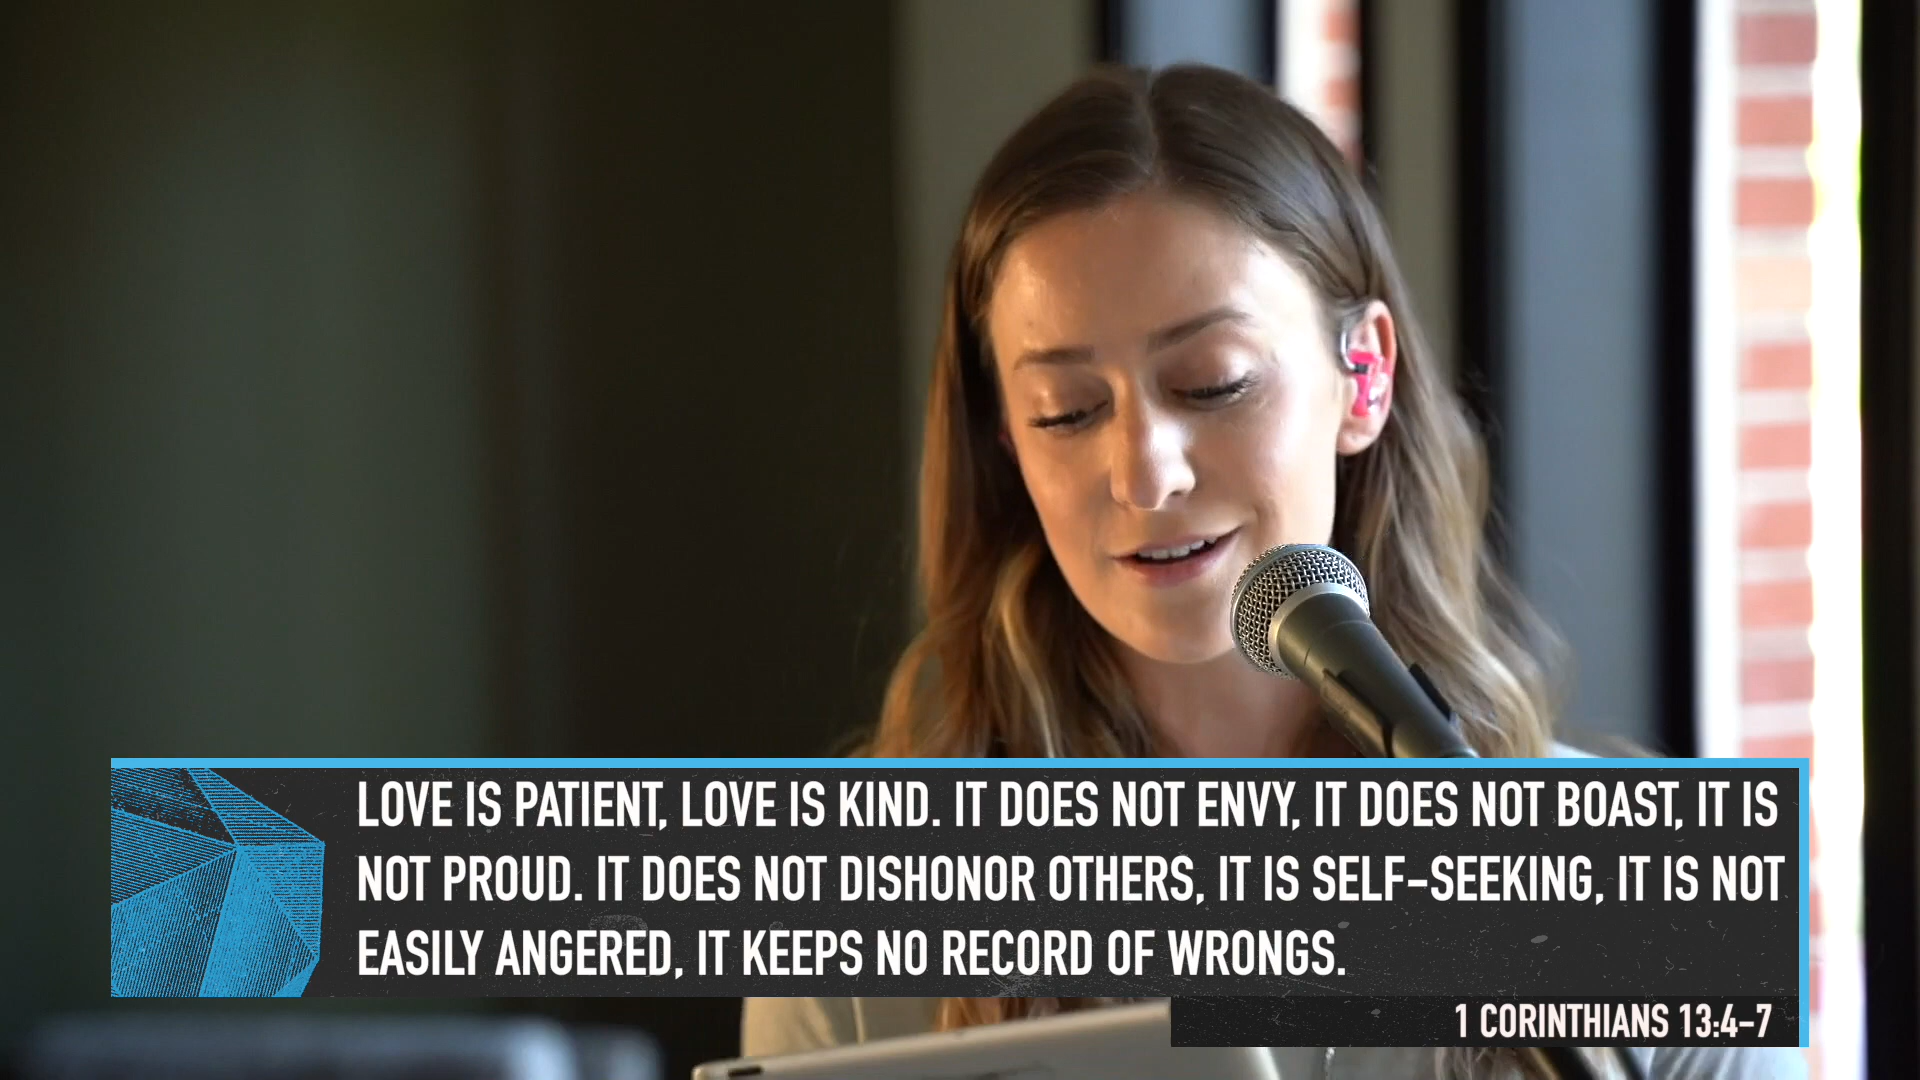 LOVE IS PATIENT, LOVE IS KIND. IT DOES NOT ENVY, IT DOES NOT BOAST, IT IS
NOT PROUD. IT DOES NOT DISHONOR OTHERS, IT IS SELF-SEEKING, IT IS NOT
EASILY ANGERED, IT KEEPS NO RECORD OF WRONGS.
1 CORINTHIANS 13:4-7